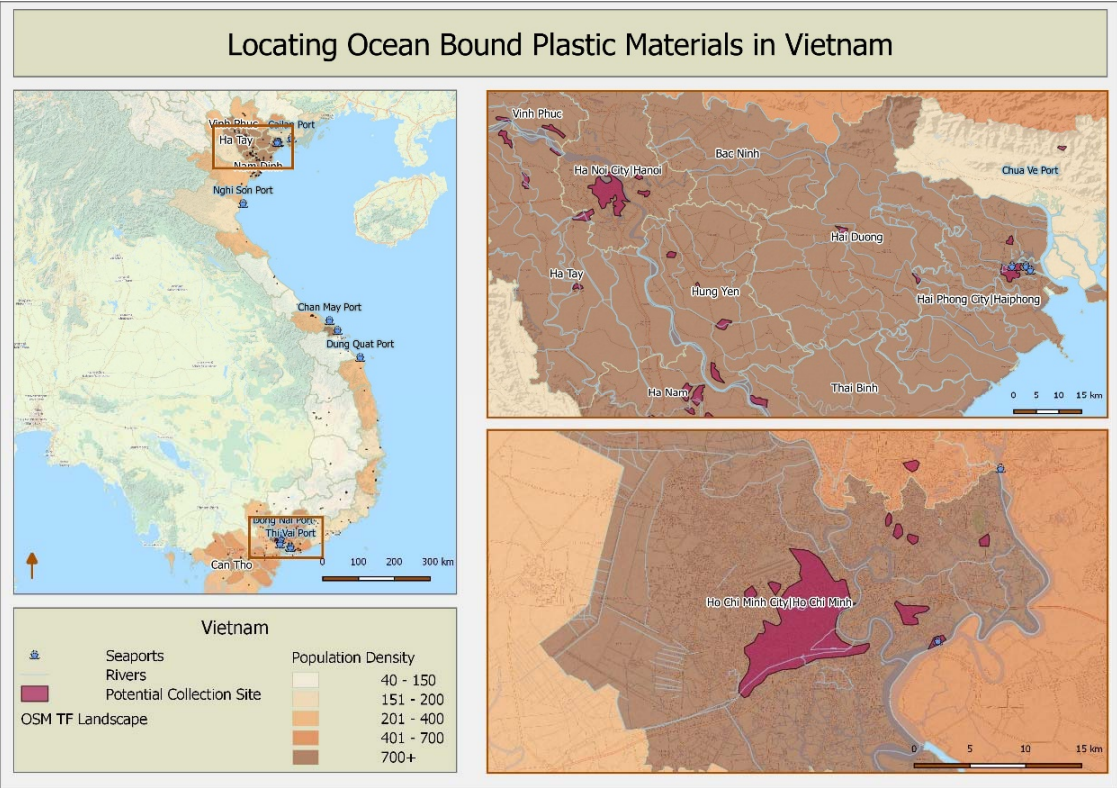 Locating Ocean Bound Plastic Materials in Vietnam
Vinh Phuc
Cailan Port
Ha Tay
Nam Dinh
Nghi Son Port
Chan May Port
Dung Quat Port
Dong Nai Port
Thi Vai Port
Can Tho
0 100 200 300 km
Vinh Phuc
Bac Ninh
Chua Ve Port
Ha Noi City|Hanoi
Hai Duong
Ha Tay
Hung Yen
Hai Phong City|Haiphong
Ha Nam
Thai Binh
0 5 10 15 km
Ho Chi Minh City|Ho Chi Minh
0 5 10 15 km
Vietnam
Seaports
Rivers
Potential Collection Site
OSM TF Landscape
Population Density
40 - 150
151 - 200
201 - 400
401 - 700
700+